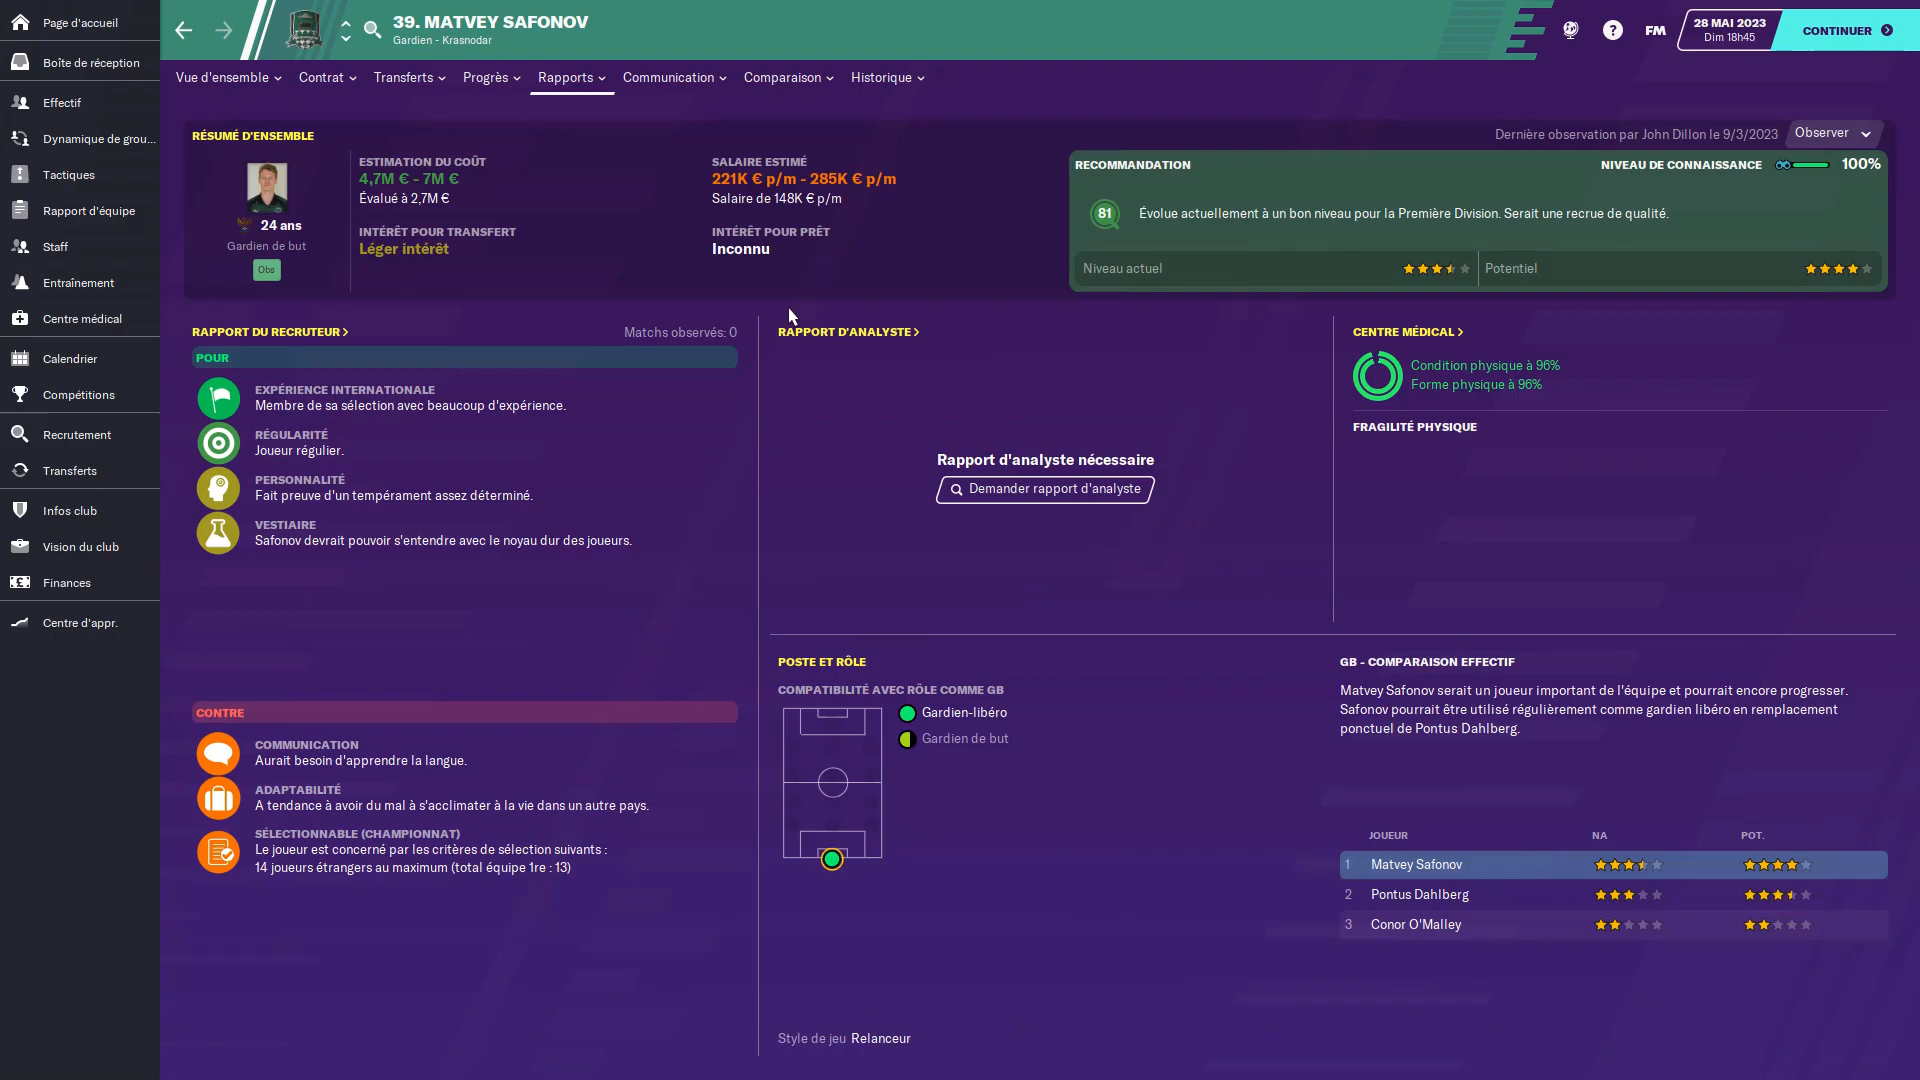 Page d'accueil
Boîte de réception
Effectif
Dynamique de grou...
Tactiques
Rapport d'équipe
Staff
Entraînement
Centre médical
Calendrier
Compétitions
Recrutement
Transferts
Infos club
Vision du club
Finances
Centre d'appr.
39. MATVEY SAFONOV
Gardien - Krasnodar
FM
28 MAI 2023
Dim 18h45
CONTINUER
Vue d'ensemble Contrat Transferts Progrès Rapports Communication Comparaison Historique
RÉSUMÉ D'ENSEMBLE
Dernière observation par John Dillon le 9/3/2023 Observer
24 ans
Gardien de but
Obs
ESTIMATION DU COÛT
4,7M € - 7M €
Évalué à 2,7M €
INTÉRÊT POUR TRANSFERT
Léger intérêt
SALAIRE ESTIMÉ
221K € p/m - 285K € p/m
Salaire de 148K € p/m
INTÉRÊT POUR PRÊT
Inconnu
RECOMMANDATION NIVEAU DE CONNAISSANCE 100%
81 Évolue actuellement à un bon niveau pour la Première Division. Serait une recrue de qualité.
Niveau actuel Potentiel
RAPPORT DU RECRUTEUR > Matchs observés: 0
POUR
EXPÉRIENCE INTERNATIONALE
Membre de sa sélection avec beaucoup d'expérience.
RÉGULARITÉ
Joueur régulier.
PERSONNALITÉ
Fait preuve d'un tempérament assez déterminé.
VESTIAIRE
Safonov devrait pouvoir s'entendre avec le noyau dur des joueurs.
CONTRE
COMMUNICATION
Aurait besoin d'apprendre la langue.
ADAPTABILITÉ
A tendance à avoir du mal à s'acclimater à la vie dans un autre pays.
SÉLECTIONNABLE (CHAMPIONNAT)
Le joueur est concerné par les critères de sélection suivants :
14 joueurs étrangers au maximum (total équipe 1re : 13)
RAPPORT D'ANALYSTE >
Rapport d'analyste nécessaire
Demander rapport d'analyste
CENTRE MÉDICAL >
Condition physique à 96%
Forme physique à 96%
FRAGILITÉ PHYSIQUE
POSTE ET RÔLE
COMPATIBILITÉ AVEC RÔLE COMME GB
Gardien-libéro
Gardien de but
Style de jeu Relanceur
GB - COMPARAISON EFFECTIF
Matvey Safonov serait un joueur important de l'équipe et pourrait encore progresser.
Safonov pourrait être utilisé régulièrement comme gardien libéro en remplacement
ponctuel de Pontus Dahlberg.
JOUEUR NA POT.
1 Matvey Safonov
2 Pontus Dahlberg
3 Conor O'Malley